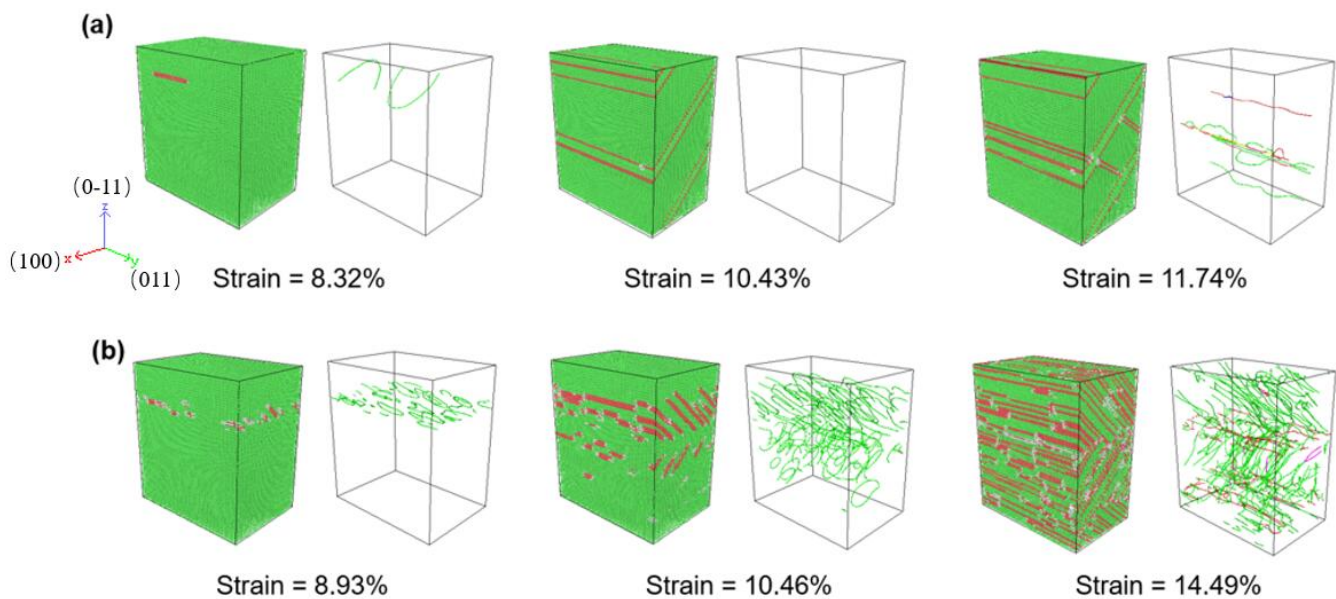 (a)
(0-11)
z
(100) x
y
(011)
Strain = 8.32%
Strain = 10.43%
Strain = 11.74%
(b)
Strain = 8.93%
Strain = 10.46%
Strain = 14.49%